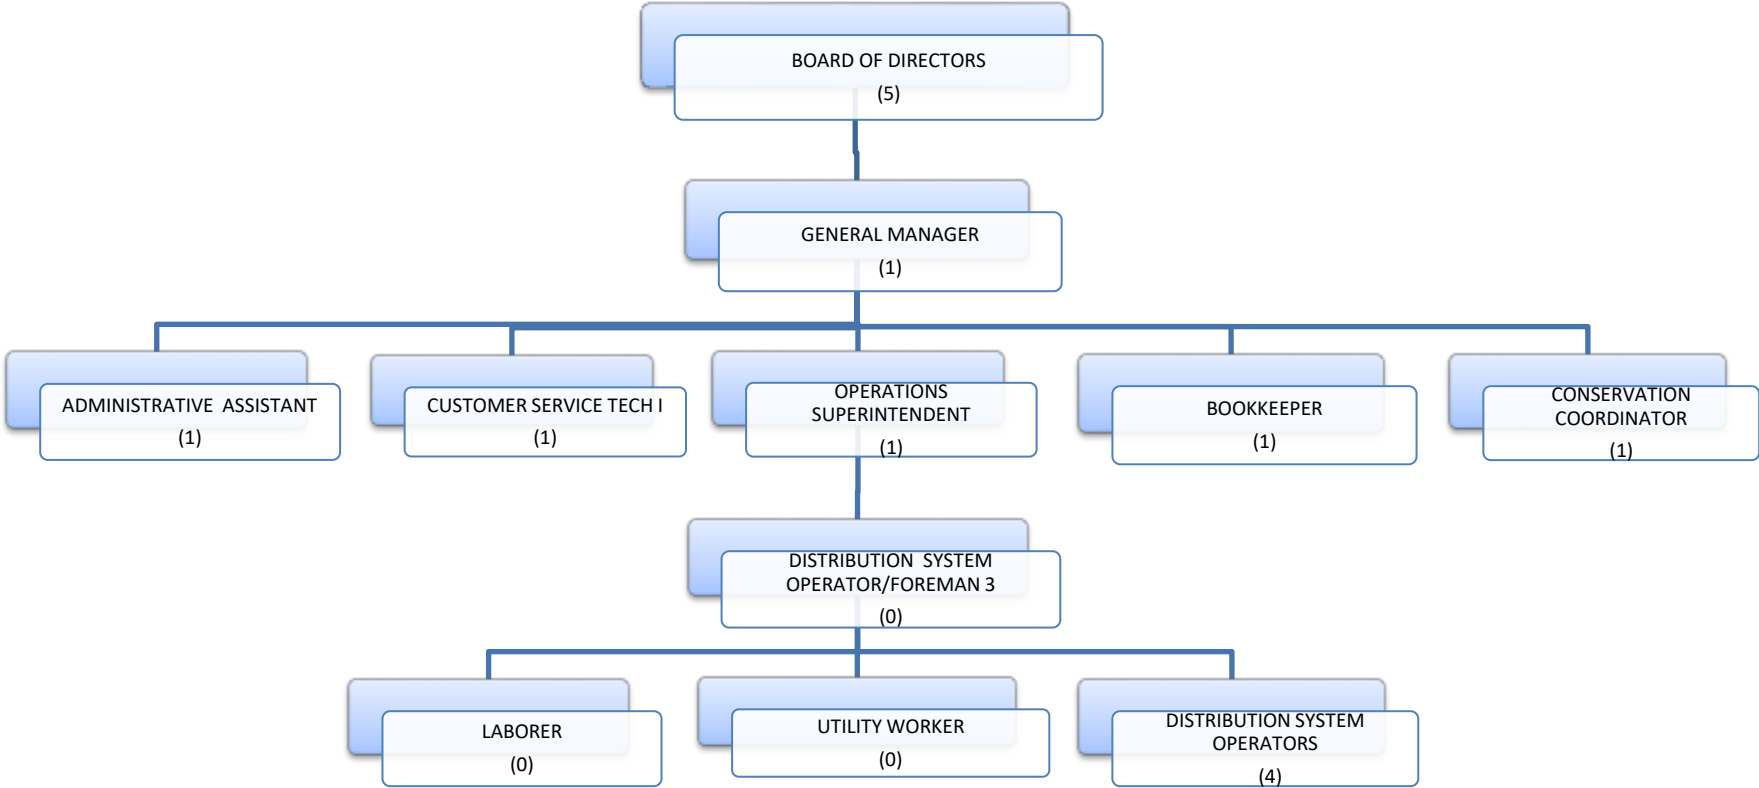 BOARD OF DIRECTORS
(5)
GENERAL MANAGER
(1)
ADMINISTRATIVE ASSISTANT
(1)
CUSTOMER SERVICE TECH I
(1)
OPERATIONS
SUPERINTENDENT
(1)
BOOKKEEPER
(1)
CONSERVATION
COORDINATOR
(1)
DISTRIBUTION SYSTEM
OPERATOR/FOREMAN 3
(0)
LABORER
(0)
UTILITY WORKER
(0)
DISTRIBUTION SYSTEM
OPERATORS
(4)